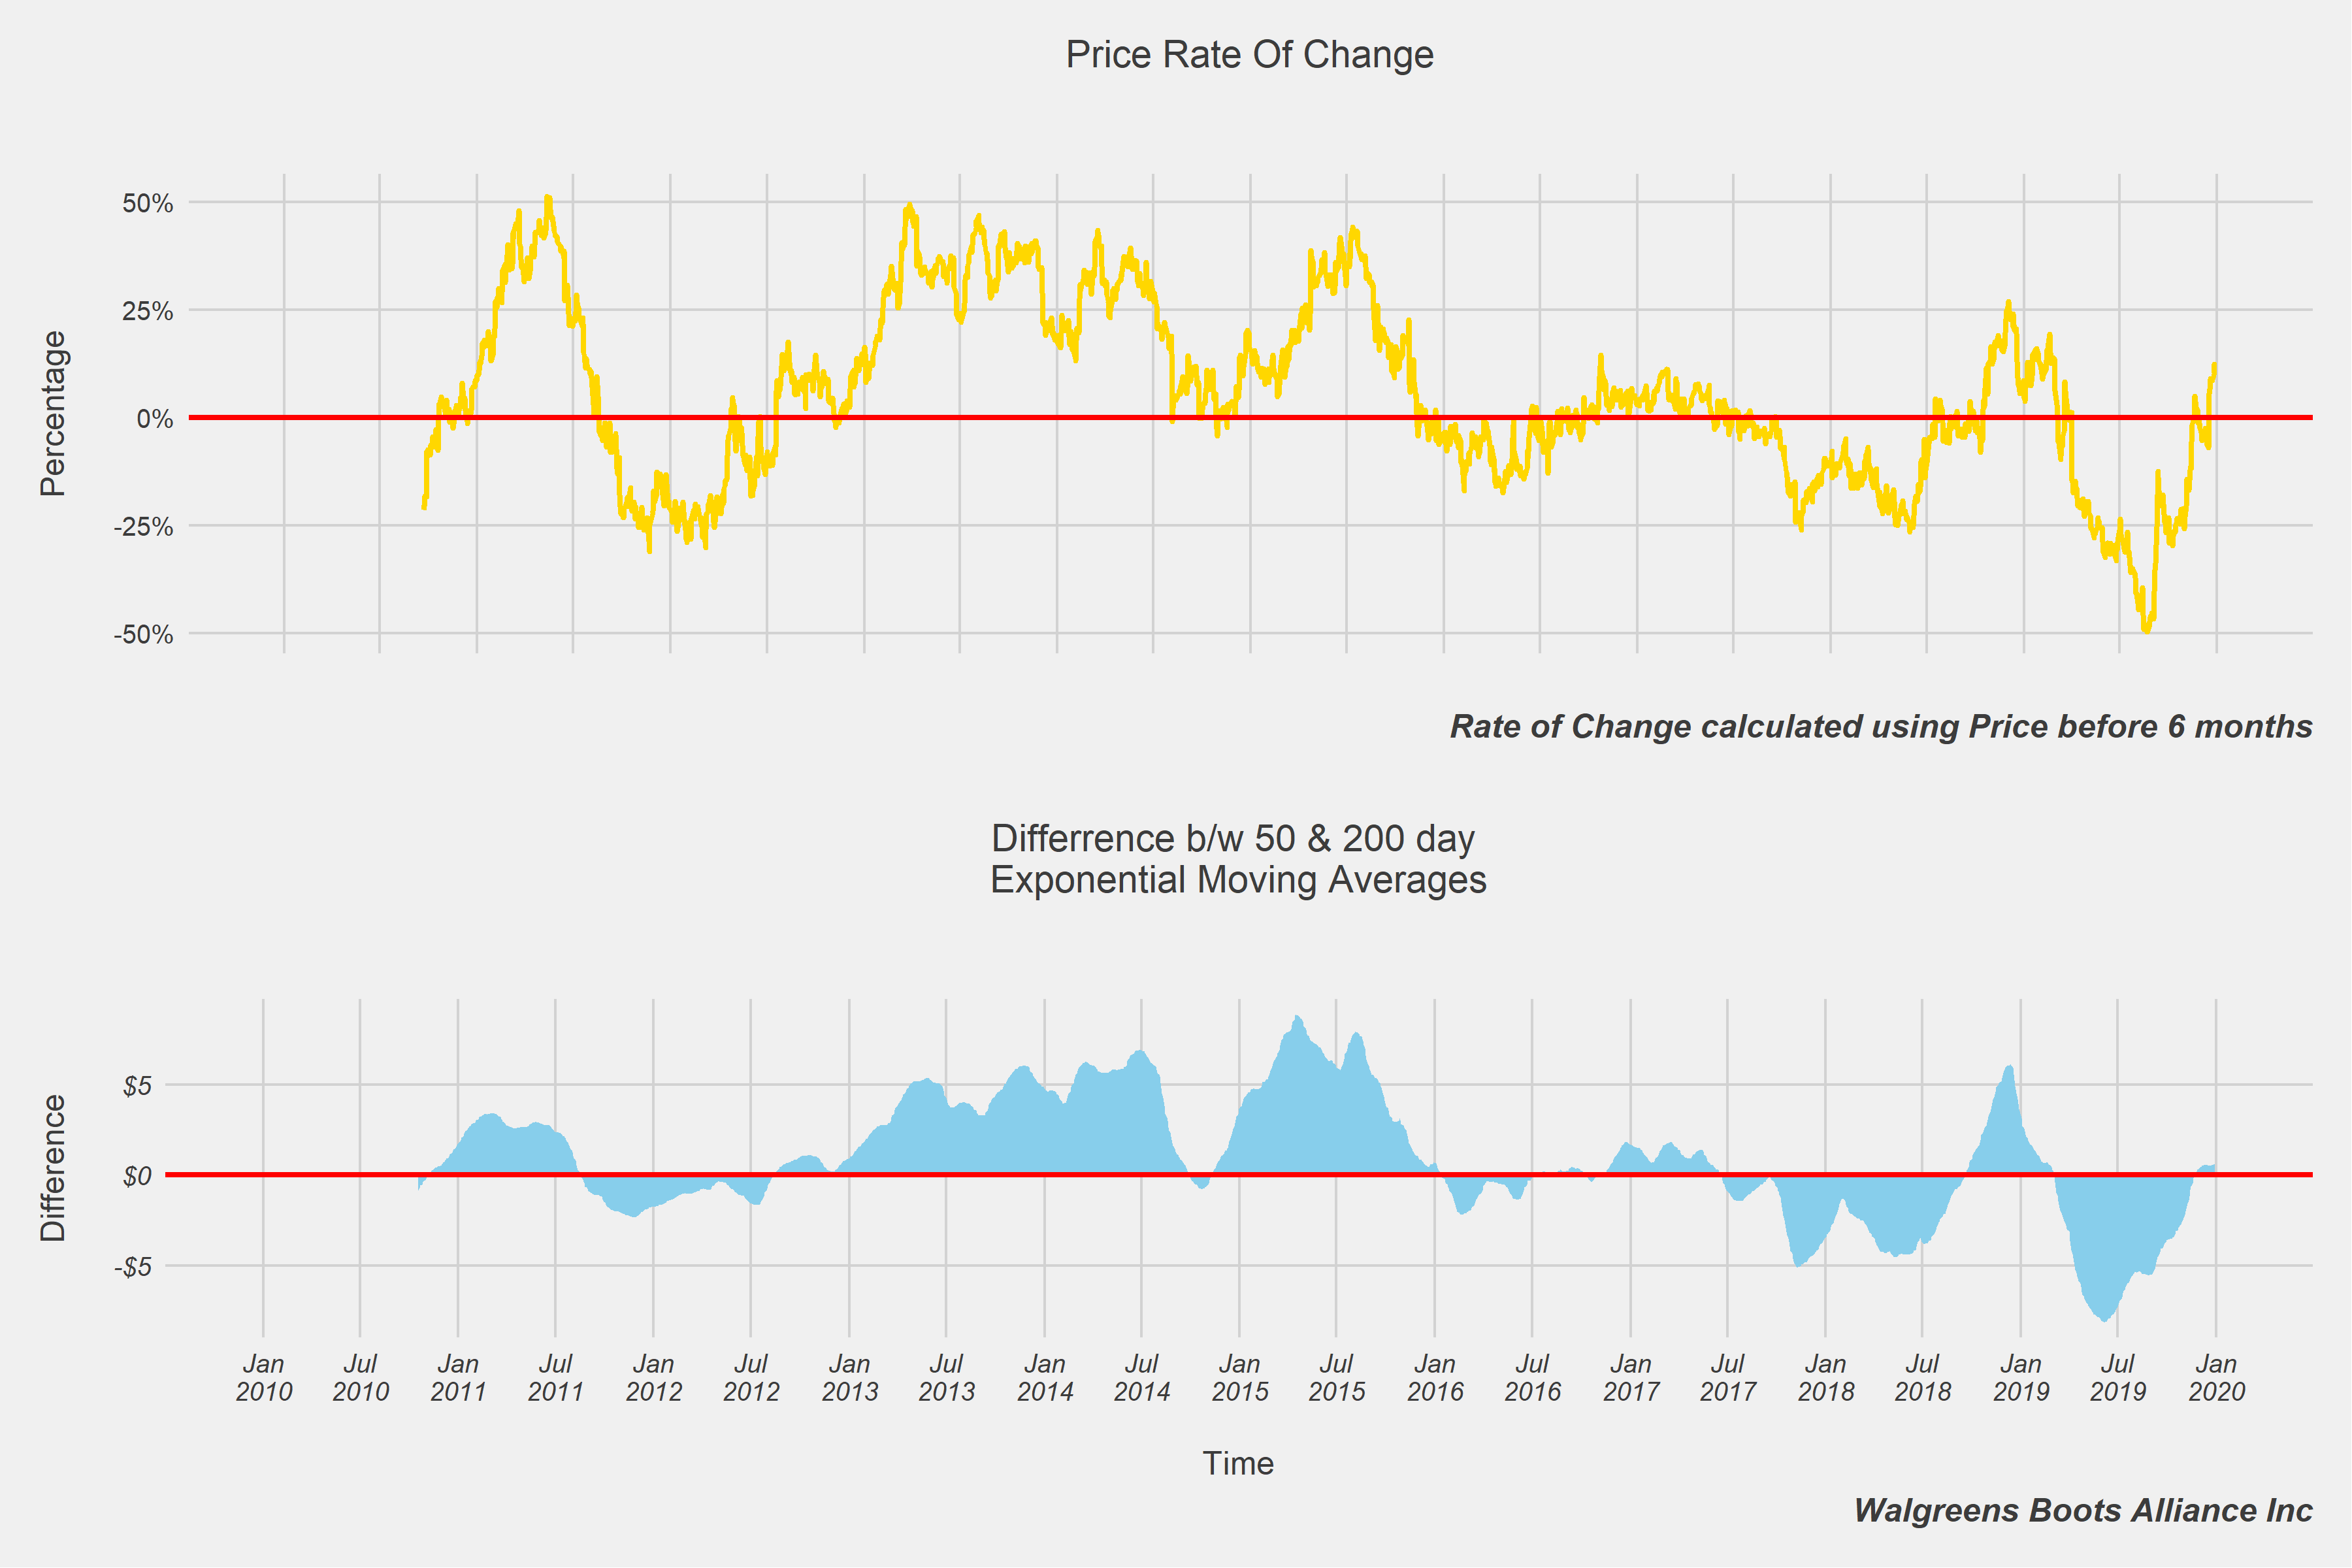 Price Rate Of Change
50%
25%
0%
-25%
-50%
Percentage
Rate of Change calculated using Price before 6 months
Differrence b/w 50 & 200 day
Exponential Moving Averages
$5
$0
-$5
Difference
Jan Jul Jan Jul Jan Jul Jan Jul Jan Jul Jan Jul Jan Jul Jan Jul Jan Jul Jan Jul Jan
2010 2010 2011 2011 2012 2012 2013 2013 2014 2014 2015 2015 2016 2016 2017 2017 2018 2018 2019 2019 2020
Time
Walgreens Boots Alliance Inc